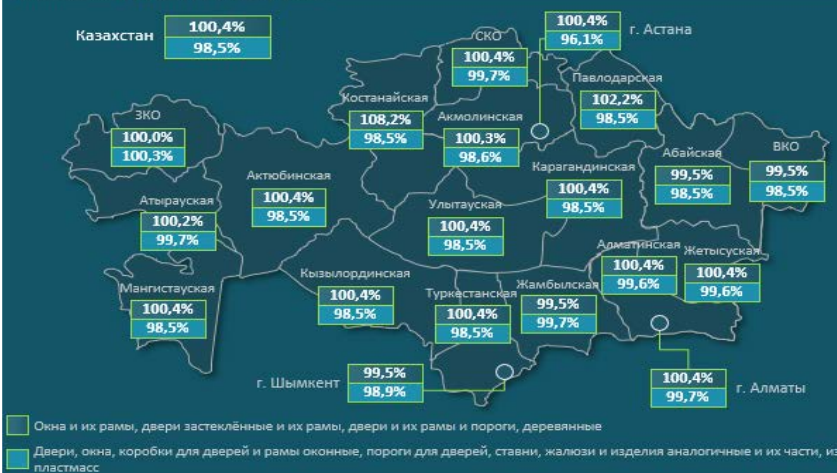 Казахстан
100,4%
98,5%
100,4%
96,1%
г. Астана
СКО
100,4%
99,7%
Павлодарская
102,2%
98,5%
Костанайская
108,2%
98,5%
Акмолинская
100,3%
98,6%
ЗКО
100,0%
100,3%
Карагандинская
100,4%
98,5%
Абайская
99,5%
98,5%
ВКО
99,5%
98,5%
Актюбинская
100,4%
98,5%
Атырауская
100,2%
99,7%
Улытауская
100,4%
98,5%
Алматинская
100,4%
99,6%
Жетысуская
100,4%
99,6%
Мангистауская
100,4%
98,5%
Кызылординская
100,4%
98,5%
Туркестанская
100,4%
98,5%
Жамбылская
99,5%
99,7%
г. Шымкент
99,5%
98,9%
100,4%
99,7%
г. Алматы
Окна и их рамы, двери застеклённые и их рамы, двери и их рамы и пороги, деревянные
Двери, окна, коробки для дверей и рамы оконные, пороги для дверей, ставни, жалюзи и изделия аналогичные и их части, из
пластмасс